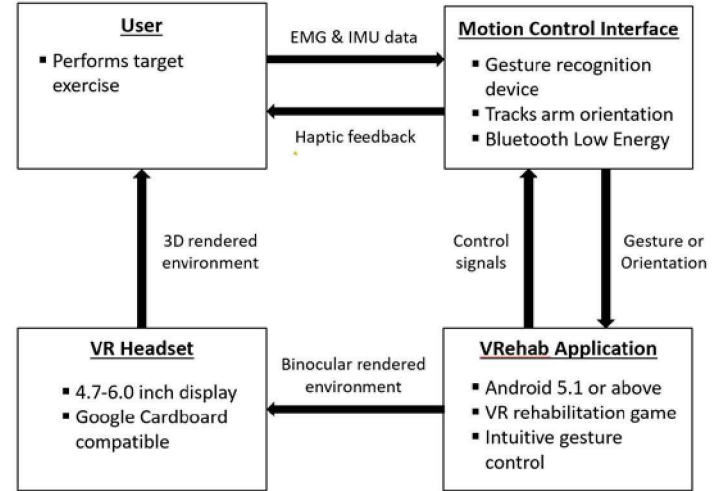 User
▪ Performs target
exercise
EMG & IMU data
Haptic feedback
Motion Control Interface
▪ Gesture recognition
device
▪ Tracks arm orientation
▪ Bluetooth Low Energy
3D rendered
environment
Control
signals
Gesture or
Orientation
VR Headset
▪ 4.7-6.0 inch display
▪ Google Cardboard
compatible
Binocular rendered
environment
VRehab Application
▪ Android 5.1 or above
▪ VR rehabilitation game
▪ Intuitive gesture
control